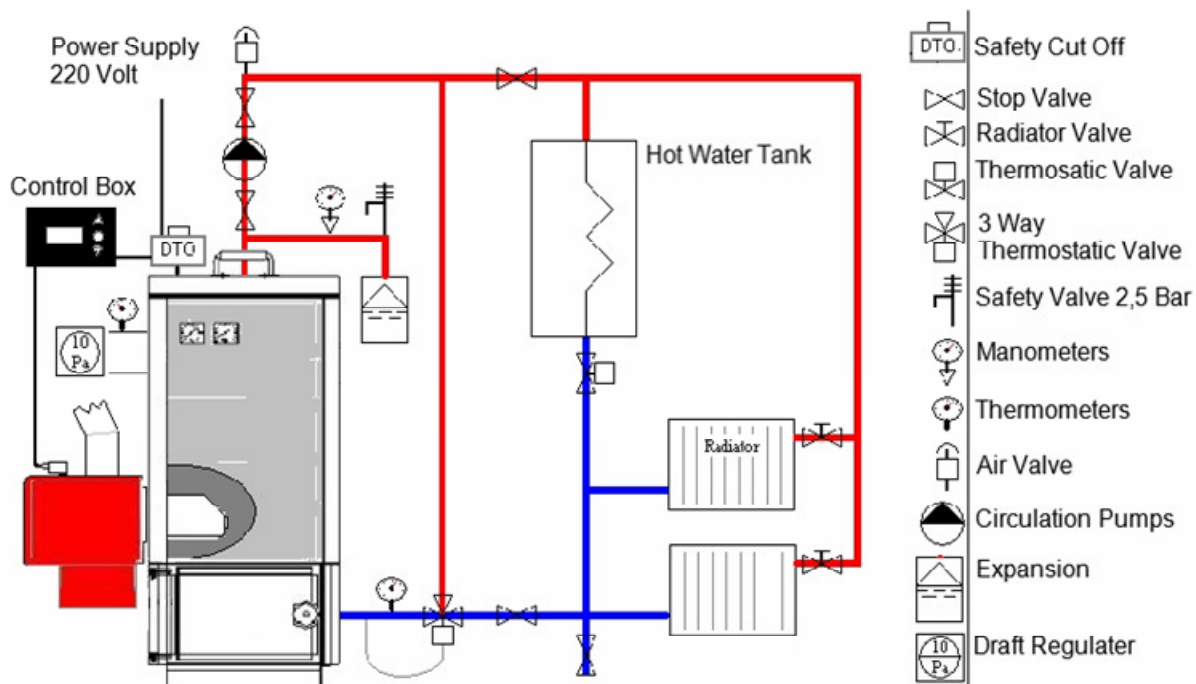 Power Supply
220 Volt
Control Box
DTO
10
Pa
Hot Water Tank
Radiator
DTO.
Safety Cut Off
Stop Valve
Radiator Valve
Thermosatic Valve
3 Way
Thermostatic Valve
Safety Valve 2,5 Bar
Manometers
Thermometers
Air Valve
Circulation Pumps
Expansion
10
Pa
Draft Regulater